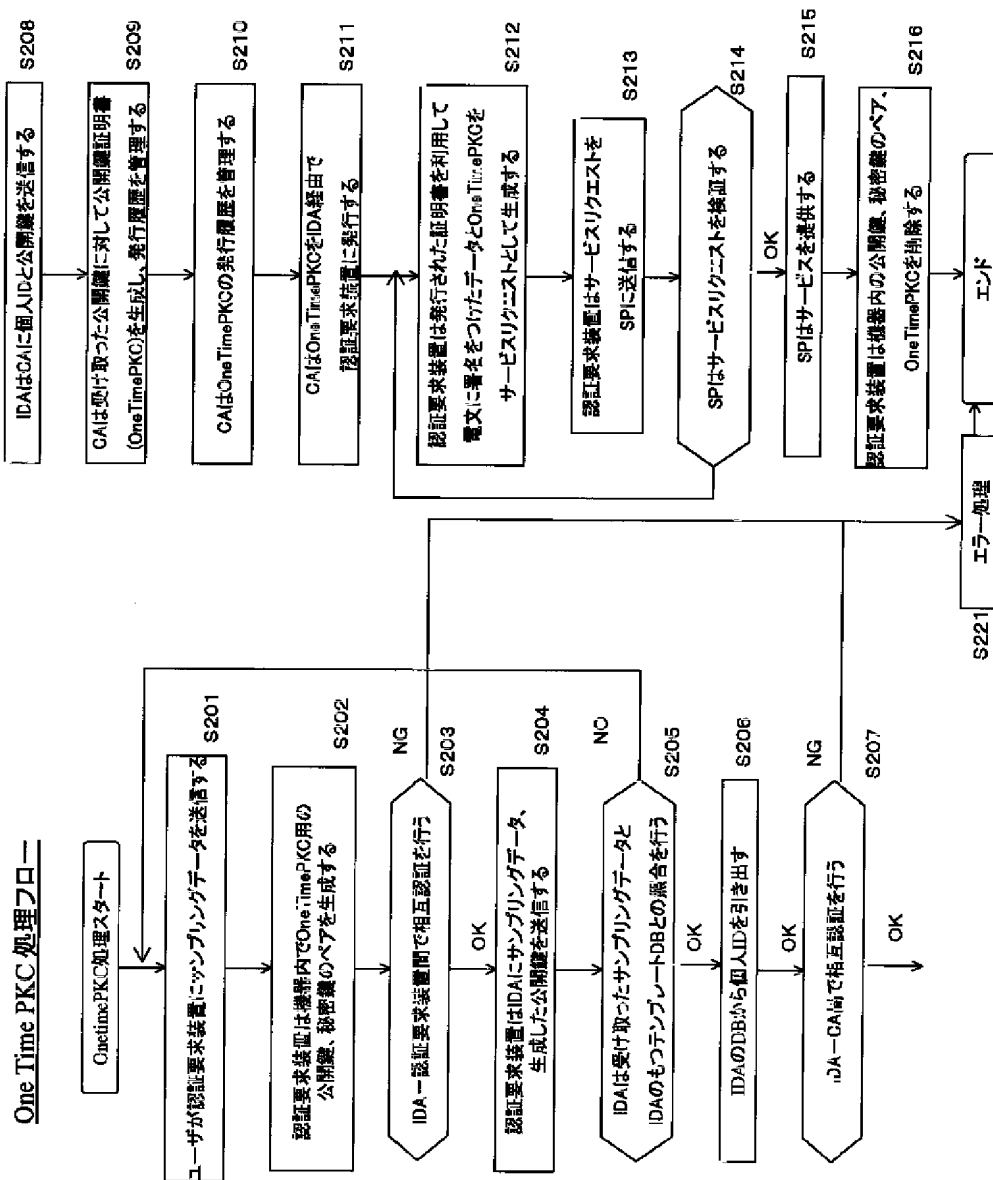 One Time PKC 処理フロー
OnetimePKC処理スタート
ユーザが認証要求装置にサンプリングデータを送信する
S201
認証要求装置は機器内でOneTimePKC用の
公開鍵、秘密鍵のペアを生成する
S202
IDA－認証要求装置間で相互認証を行う
NG
S203
OK
認証要求装置はIDAにサンプリングデータ、
生成した公開鍵を送信する
S204
IDAは受け取ったサンプリングデータと
IDAのもつテンプレートDBとの照合を行う
NO
S205
OK
IDAのDBから個人IDを引き出す
S206
OK
IDA－CA間で相互認証を行う
NG
S207
OK
IDAはCAに個人IDと公開鍵を送信する
S208
CAは受け取った公開鍵に対して公開鍵証明書
(OneTimePKC)を生成し、発行履歴を管理する
S209
CAはOneTimePKCの発行履歴を管理する
S210
CAはOneTimePKCをIDA経由で
認証要求装置に発行する
S211
認証要求装置は発行された証明書を利用して
電文に署名をつけたデータとOneTimePKCを
サービスリクエストとして生成する
S212
認証要求装置はサービスリクエストを
SPに送信する
S213
SPはサービスリクエストを検証する
S214
OK
SPはサービスを提供する
S215
認証要求装置は機器内の公開鍵、秘密鍵のペア、
OneTimePKCを削除する
S216
エラー処理
S221
エンド